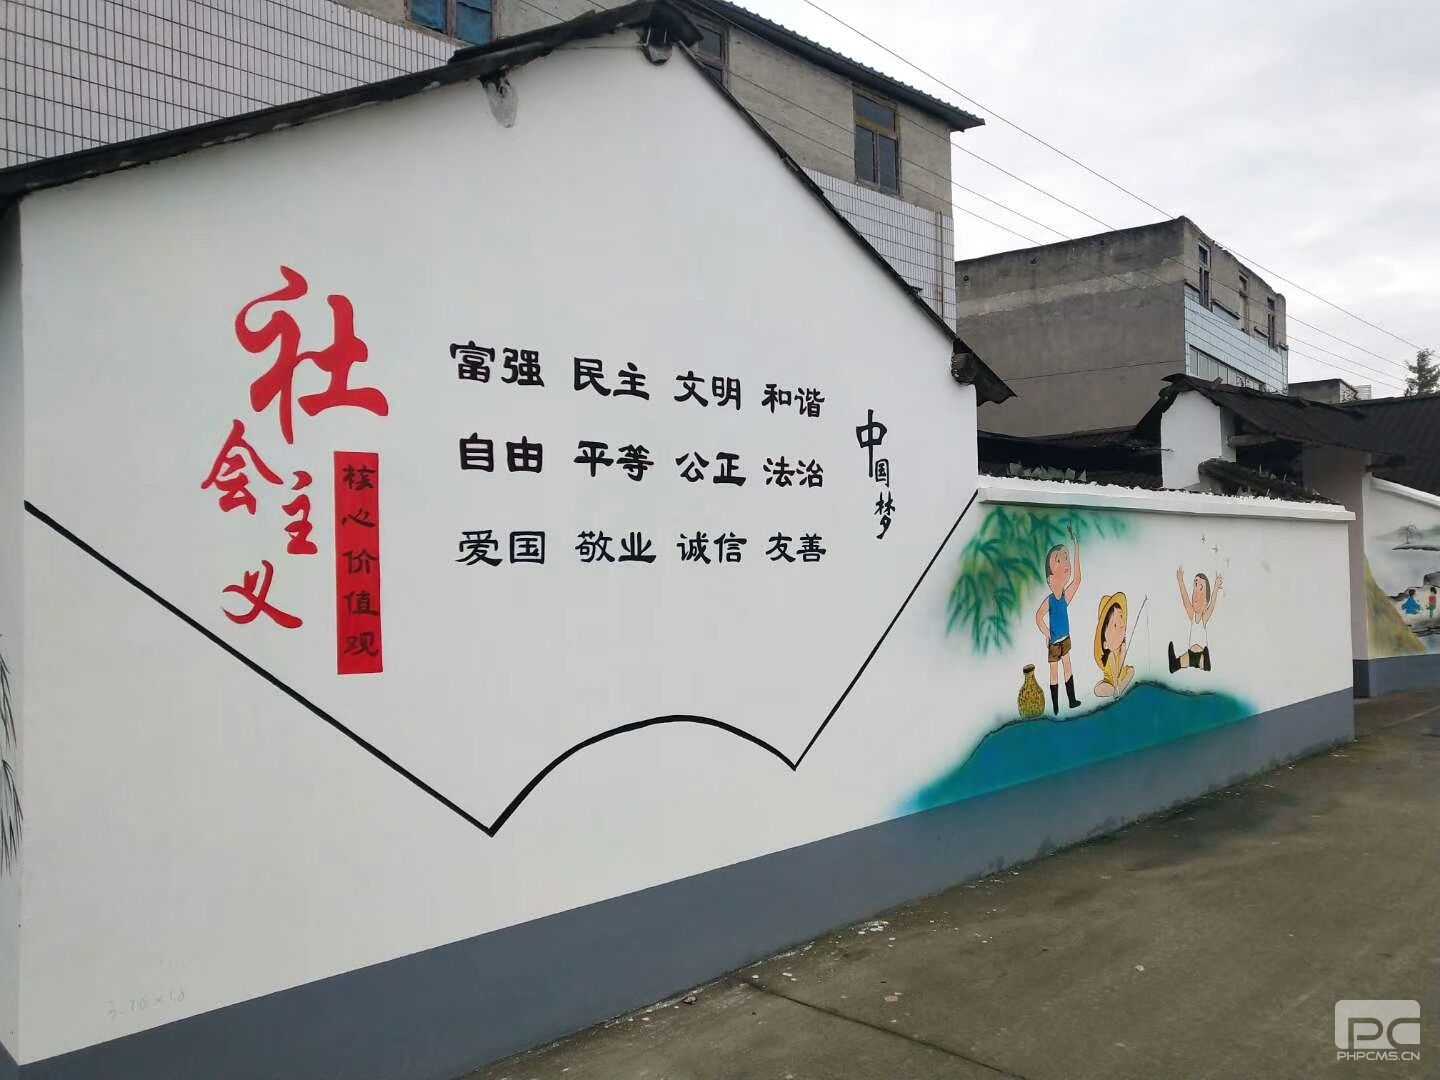 社会主义
核心价值观
富强 民主 文明 和谐
自由 平等 公正 法治
爱国 敬业 诚信 友善
中国梦
PC
PHPCMS.CN